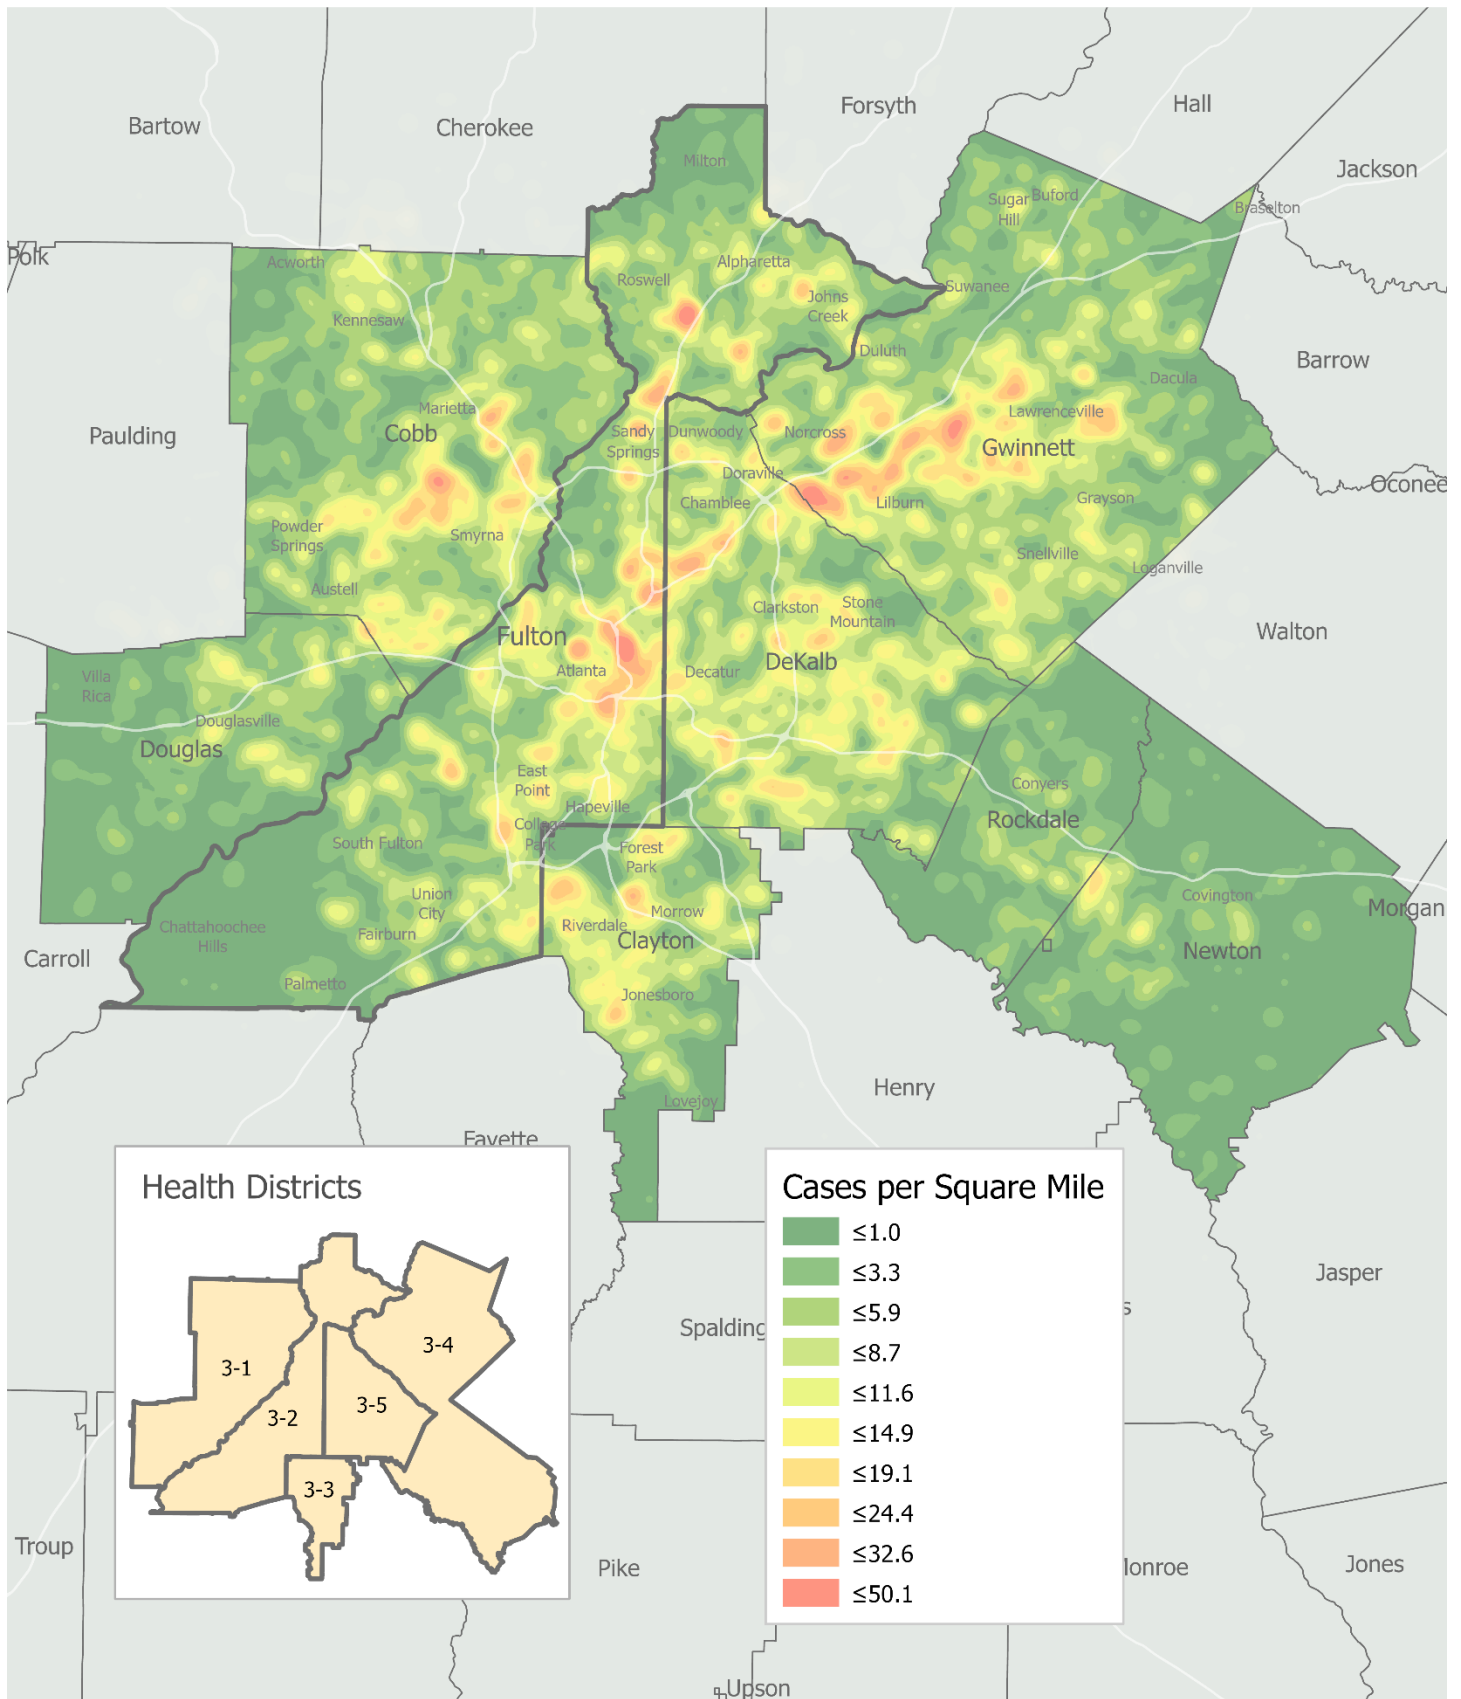 Forsyth
Hall
Bartow
Cherokee
Milton
Jackson
Sugar
Hill
Buford
Braselton
Polk
Acworth
Alpharetta
Roswell
Suwanee
Johns
Creek
Kennesaw
Duluth
Barrow
Dacula
Marietta
Lawrenceville
Paulding
Cobb
Sandy
Springs
Dunwoody
Norcross
Gwinnett
Doraville
Oconee
Chamblee
Lilburn
Grayson
Powder
Springs
Smyrna
Snellville
Loganville
Austell
Clarkston
Stone
Mountain
Walton
Fulton
Atlanta
Decatur
DeKalb
Villa
Rica
Douglasville
Douglas
East
Point
Conyers
Hapeville
Rockdale
College
Park
South Fulton
Forest
Park
Union
City
Covington
Morgan
Riverdale
Morrow
Chattahoochee
Hills
Fairburn
Clayton
Newton
Carroll
Palmetto
Jonesboro
Henry
Lovejoy
Fayette
Health Districts
3-1
3-2
3-3
3-4
3-5
Cases per Square Mile
≤1.0
≤3.3
≤5.9
≤8.7
≤11.6
≤14.9
≤19.1
≤24.4
≤32.6
≤50.1
Jasper
Spalding
s
Troup
Pike
onroe
Jones
Upson